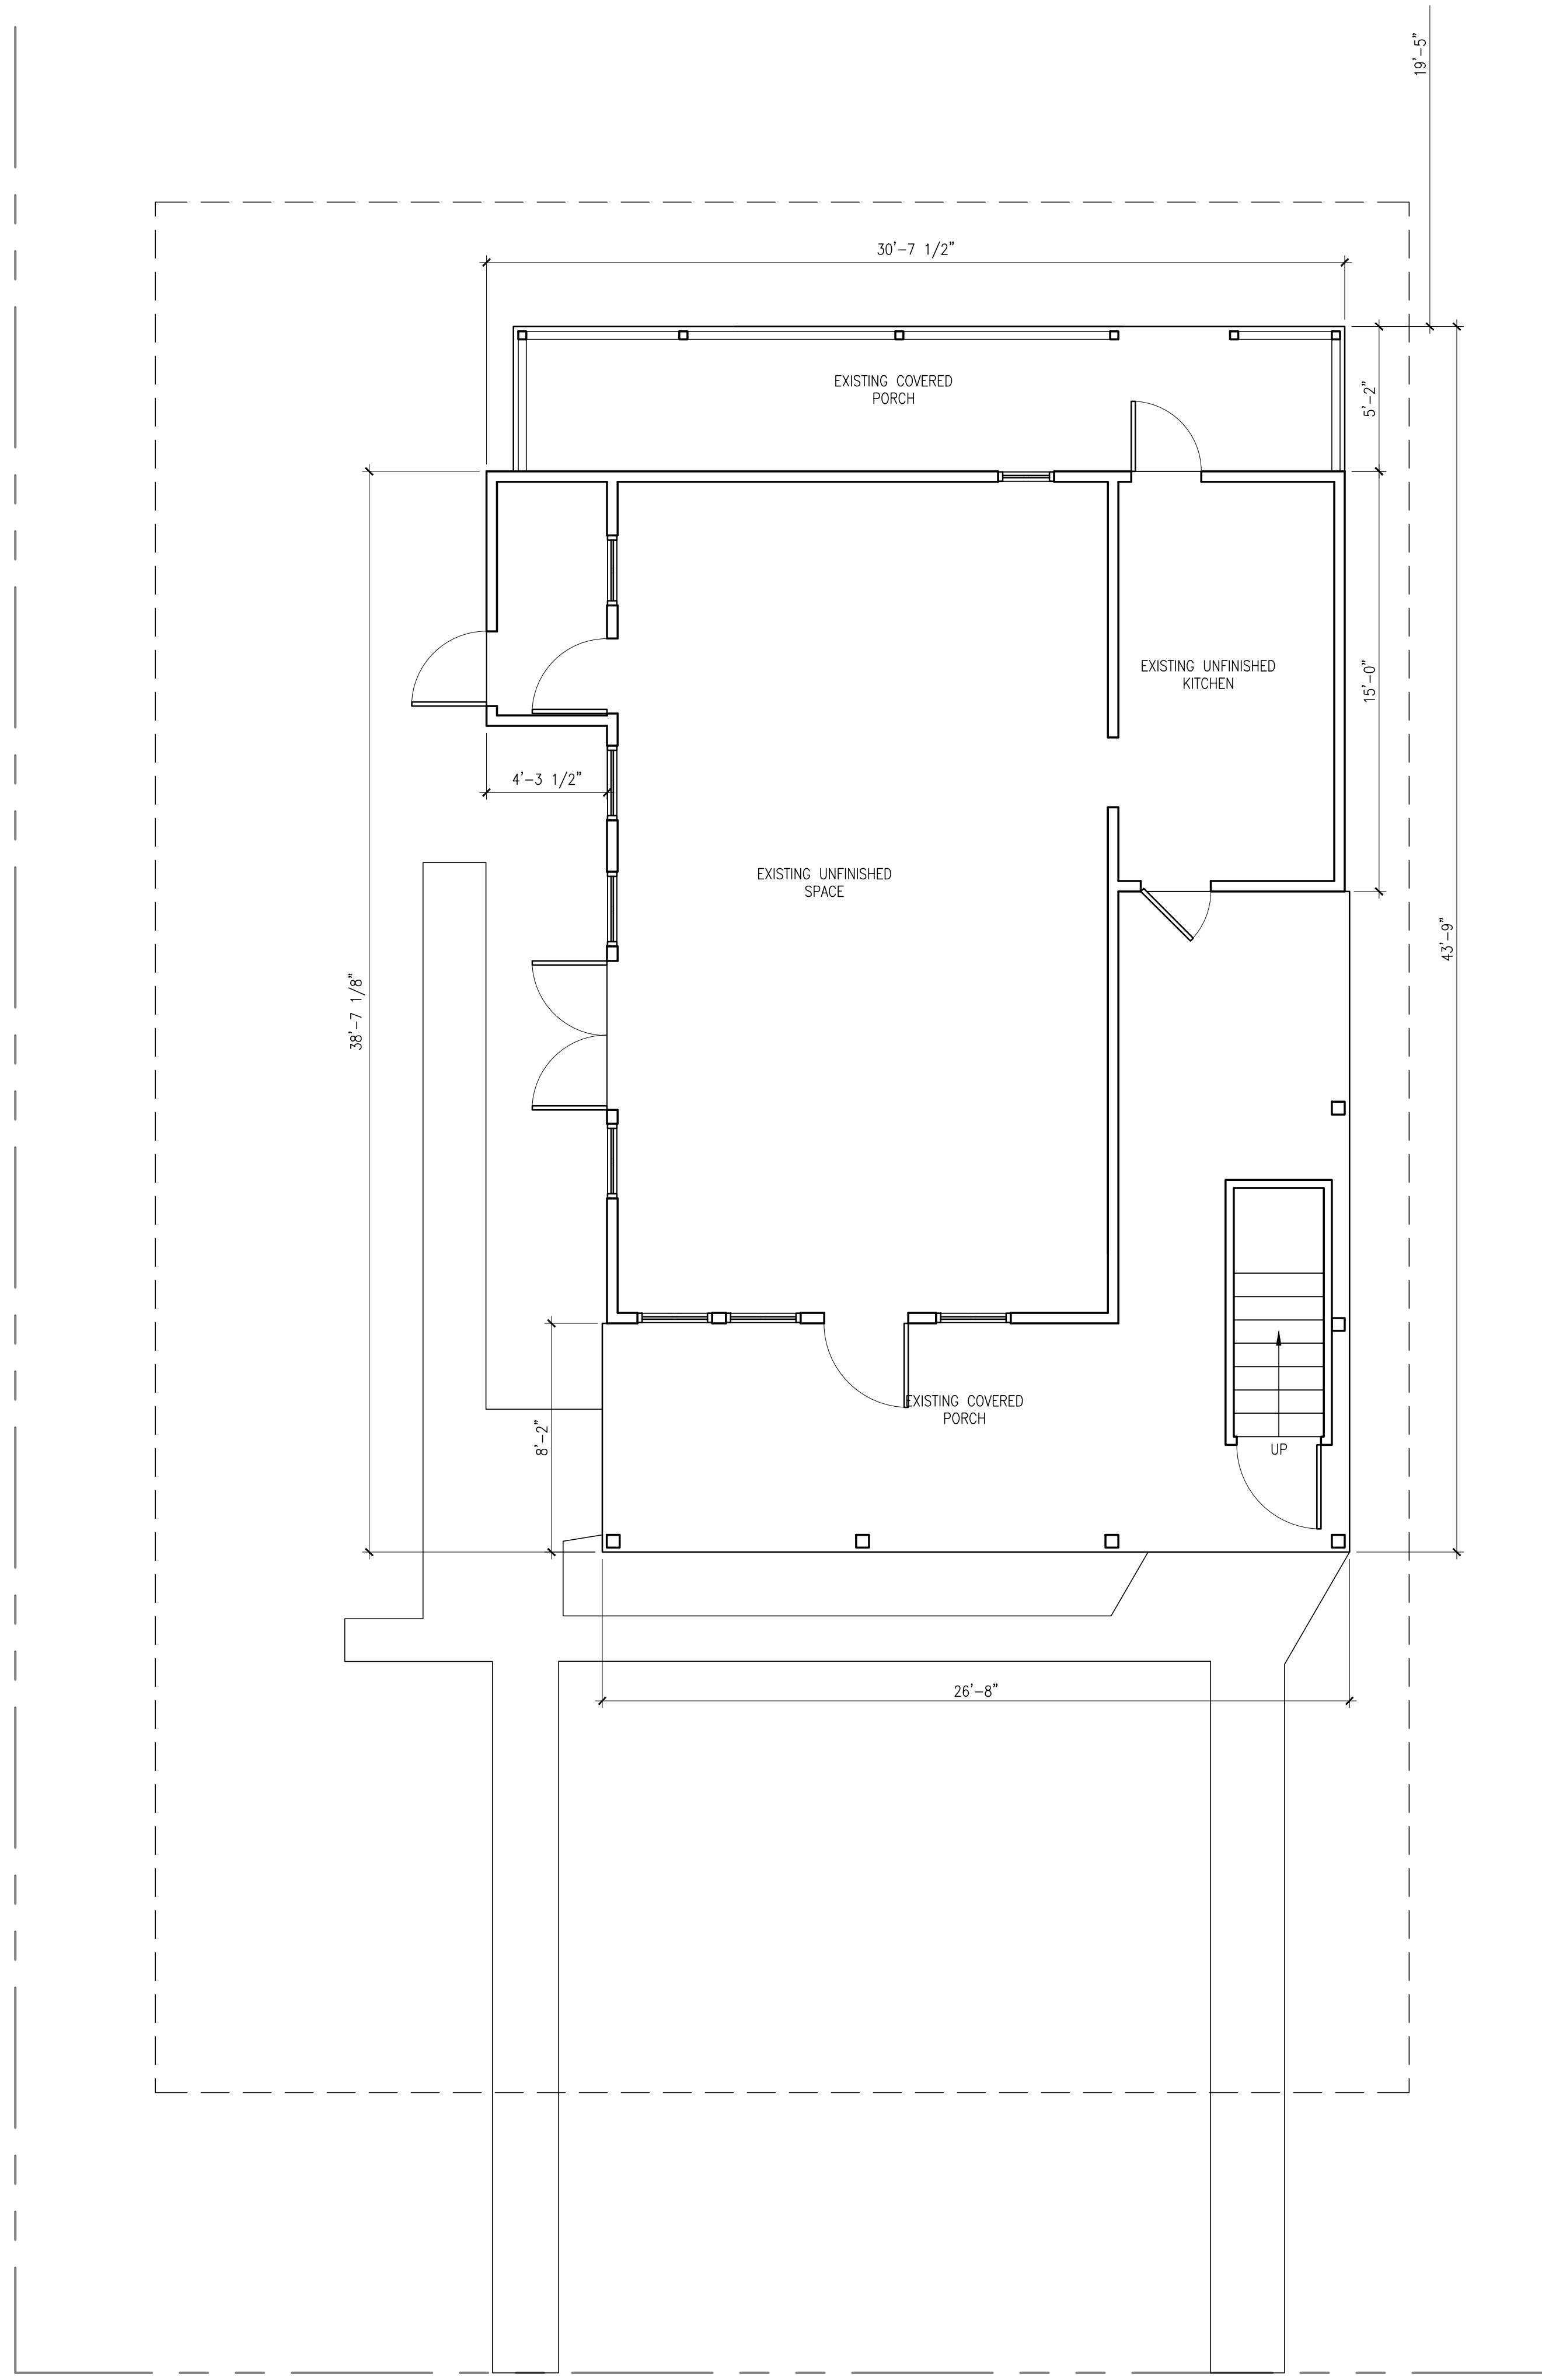 19'-5"
30'-7 1/2"
EXISTING COVERED
PORCH
5'-2"
EXISTING UNFINISHED
KITCHEN
15'-0"
4'-3 1/2"
EXISTING UNFINISHED
SPACE
43'-9"
38'-7 1/8"
EXISTING COVERED
PORCH
8'-2"
UP
26'-8"